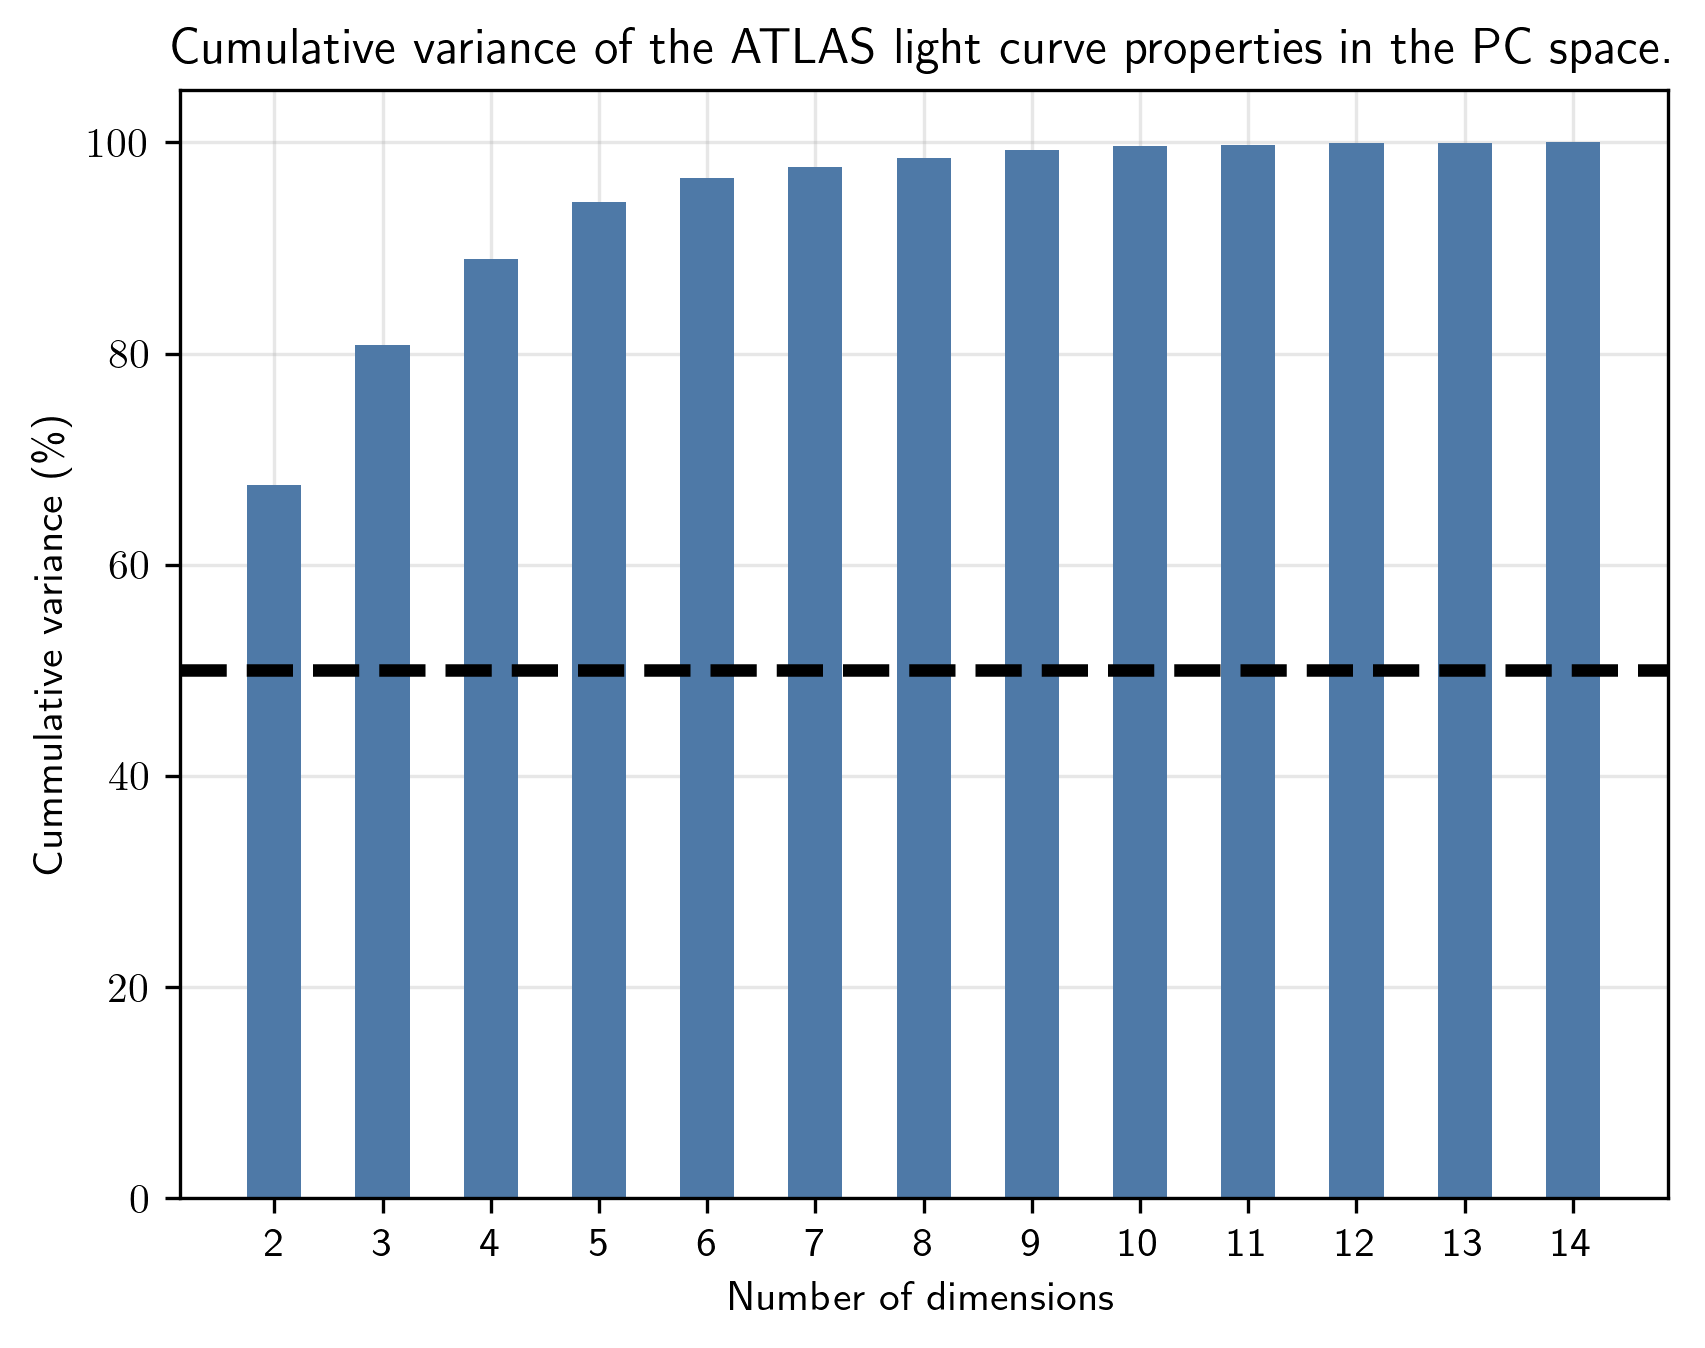 Cumulative variance of the ATLAS light curve properties in the PC space.
100
80
60
40
20
0
Cummulative variance (%)
2 3 4 5 6 7 8 9 10 11 12 13 14
Number of dimensions